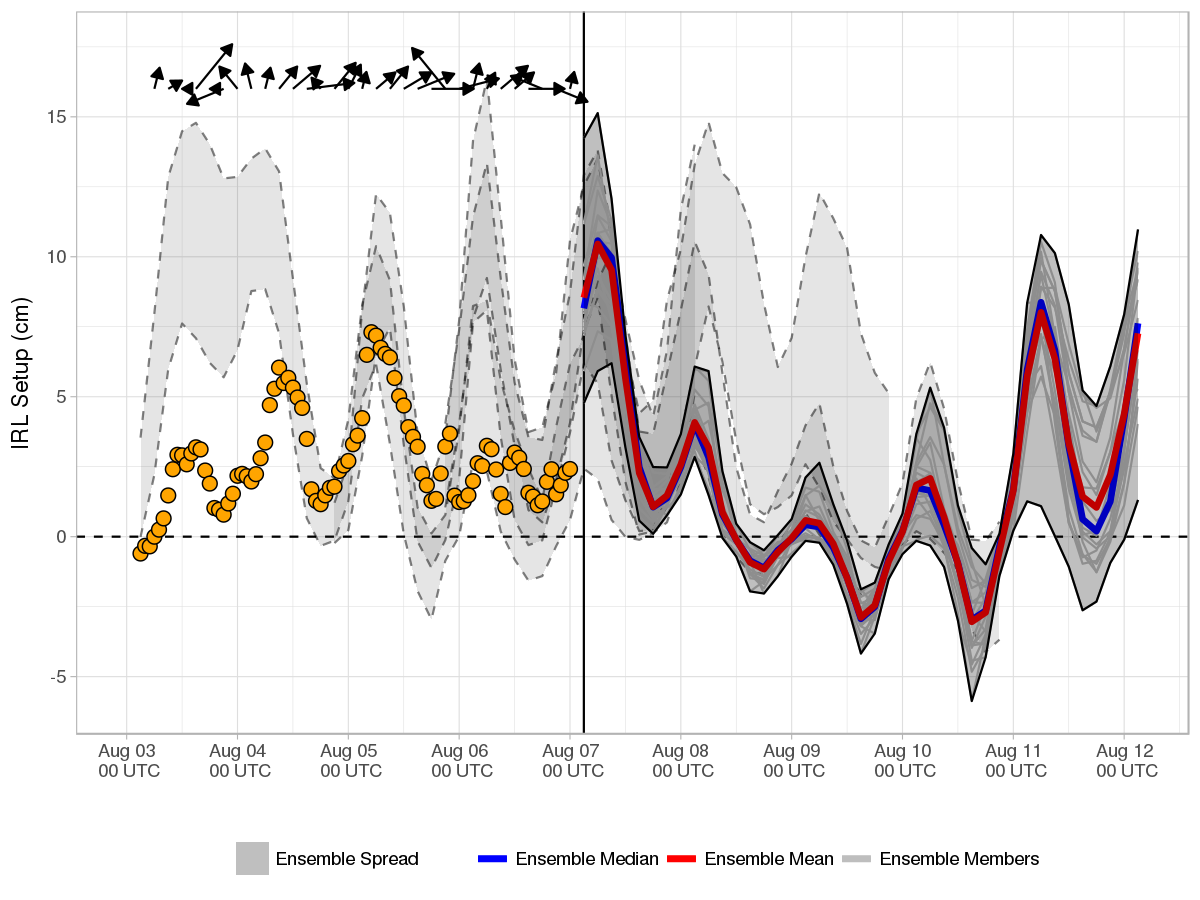 IRL Setup (cm)
15
10
5
0
-5
Aug 03
00 UTC
Aug 04
00 UTC
Aug 05
00 UTC
Aug 06
00 UTC
Aug 07
00 UTC
Aug 08
00 UTC
Aug 09
00 UTC
Aug 10
00 UTC
Aug 11
00 UTC
Aug 12
00 UTC
Ensemble Spread
Ensemble Median
Ensemble Mean
Ensemble Members